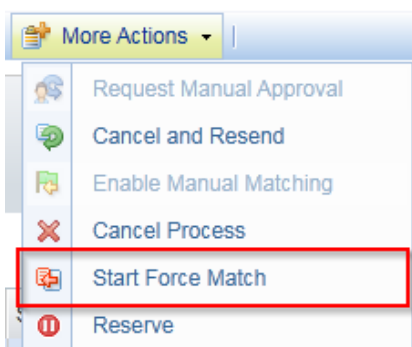 More Actions
Request Manual Approval
Cancel and Resend
Enable Manual Matching
Cancel Process
Start Force Match
Reserve